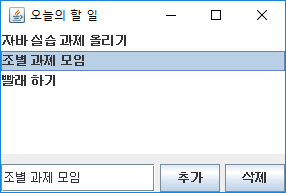 오늘의 할 일
자바 실습 과제 올리기
조별 과제 모임
빨래 하기
조별 과제 모임
추가
삭제